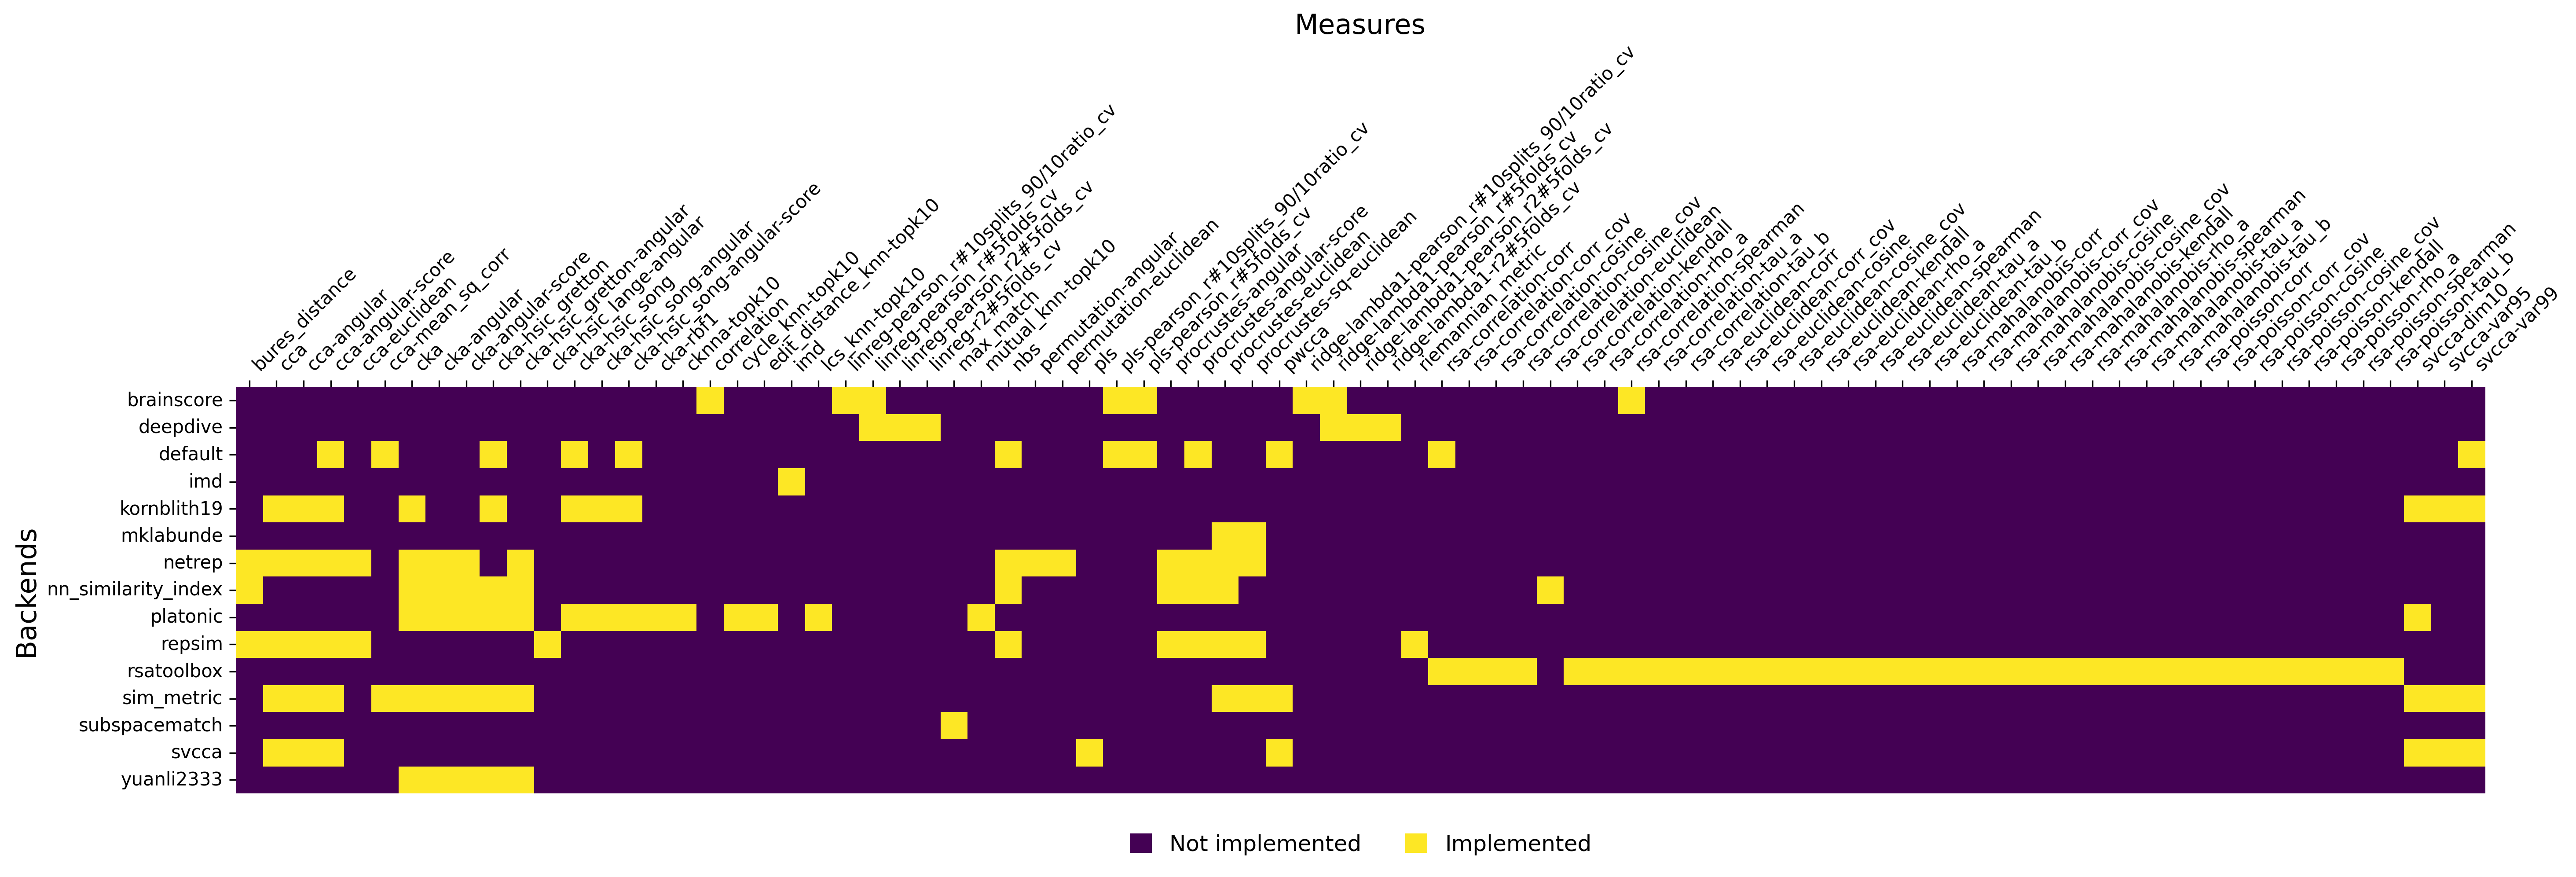 Measures
bures_distance
cca
cca-angular
cca-angular-score
cca-euclidean
cca-mean_sq_corr
cka
cka-angular
cka-angular-score
cka-hsic_gretton
cka-hsic_gretton-angular
cka-hsic_lange-angular
cka-hsic_song
cka-hsic_song-angular
cka-hsic_song-angular-score
cka-rbf1
cknna-topk10
correlation
cycle_knn-topk10
edit_distance_knn-topk10
imd
lcs_knn-topk10
linreg-pearson_r#10splits_90/10ratio_cv
linreg-pearson_r#5folds_cv
linreg-pearson_r2#5folds_cv
linreg-r2#5folds_cv
max_match
mutual_knn-topk10
nbs
permutation-angular
permutation-euclidean
pls
pls-pearson_r#10splits_90/10ratio_cv
pls-pearson_r#5folds_cv
procrustes-angular
procrustes-angular-score
procrustes-euclidean
procrustes-sq-euclidean
pwcca
ridge-lambda1-pearson_r#10splits_90/10ratio_cv
ridge-lambda1-pearson_r#5folds_cv
ridge-lambda1-pearson_r2#5folds_cv
ridge-lambda1-r2#5folds_cv
riemannian_metric
rsa-correlation-corr
rsa-correlation-corr_cov
rsa-correlation-cosine
rsa-correlation-cosine_cov
rsa-correlation-euclidean
rsa-correlation-kendall
rsa-correlation-rho_a
rsa-correlation-spearman
rsa-correlation-tau_a
rsa-correlation-tau_b
rsa-euclidean-corr
rsa-euclidean-corr_cov
rsa-euclidean-cosine
rsa-euclidean-cosine_cov
rsa-euclidean-kendall
rsa-euclidean-rho_a
rsa-euclidean-spearman
rsa-euclidean-tau_a
rsa-euclidean-tau_b
rsa-mahalanobis-corr
rsa-mahalanobis-corr_cov
rsa-mahalanobis-cosine
rsa-mahalanobis-cosine_cov
rsa-mahalanobis-kendall
rsa-mahalanobis-rho_a
rsa-mahalanobis-spearman
rsa-mahalanobis-tau_a
rsa-mahalanobis-tau_b
rsa-poisson-corr
rsa-poisson-corr_cov
rsa-poisson-cosine
rsa-poisson-cosine_cov
rsa-poisson-kendall
rsa-poisson-rho_a
rsa-poisson-spearman
rsa-poisson-tau_b
svcca-dim10
svcca-var95
svcca-var99
Backends
brainscore
deepdive
default
imd
kornblith19
mklabunde
netrep
nn_similarity_index
platonic
repsim
rsatoolbox
sim_metric
subspacematch
svcca
yuanli2333
Not implemented
Implemented